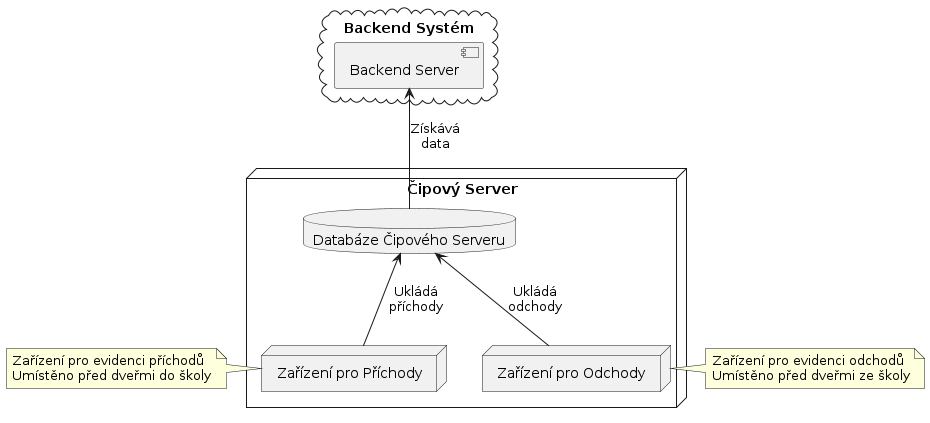 Backend Systém
Backend Server
Získává
data
Čipový Server
Databáze Čipového Serveru
Ukládá
příchody
Ukládá
odchody
Zařízení pro evidenci příchodů
Umístěno před dveřmi do školy
Zařízení pro Příchody
Zařízení pro Odchody
Zařízení pro evidenci odchodů
Umístěno před dveřmi ze školy